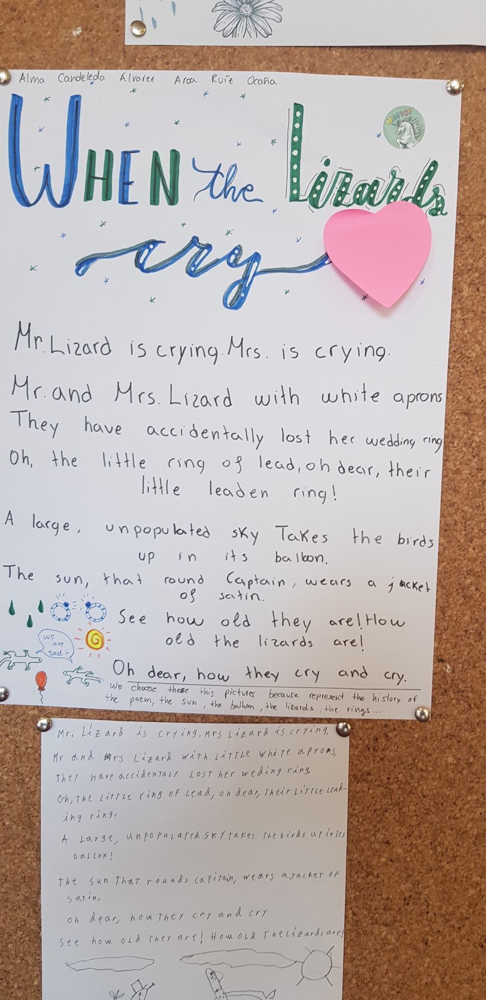 Alma Candeleda Álvarez Aroa Ruíz Ocaña
WHEN the Lizards
MAGIC!
cry
Mr. Lizard is crying. Mrs. is crying.
Mr. and Mrs. Lizard with white aprons
They have accidentally lost her wedding ring
Oh, the little ring of lead, oh dear, their
little leaden ring!
A large, unpopulated sky Takes the birds
up in its balloon.
The sun, that round Captain, wears a jacket
of satin.
See how old they are! How
old the lizards are!
we
are
sad :(
Oh dear, how they cry and cry.
We choose these this pictures because represent the history of
the poem, the sun, the ballum, the lizards, the rings...
Mr. Lizard is crying. Mrs Lizard is crying.
Mr and Mrs Lizard with Little white aprons,
they have accidentaly Lost her weding ring.
Oh, the Little ring of Lead, oh dear, Their Little Lead-
ing ring.
A Large, unpopulated sky takes The birds up in its
ballon!
The sun That rounds capitain, wears a Jacket of
satin.
oh dear, how They cry and cry
see how old They are! How old The Lizards are!